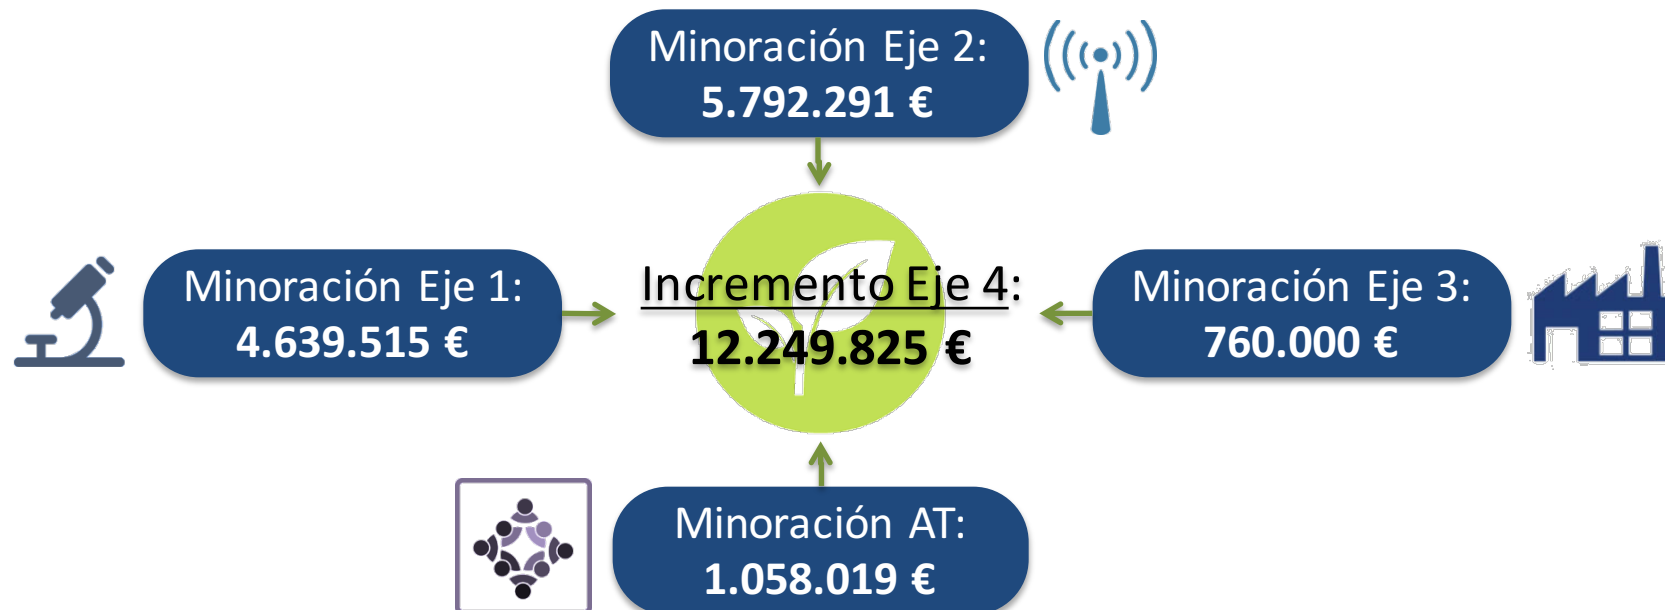 Minoración Eje 2:
5.792.291 €
Minoración Eje 1:
4.639.515 €
Incremento Eje 4:
12.249.825 €
Minoración Eje 3:
760.000 €
Minoración AT:
1.058.019 €